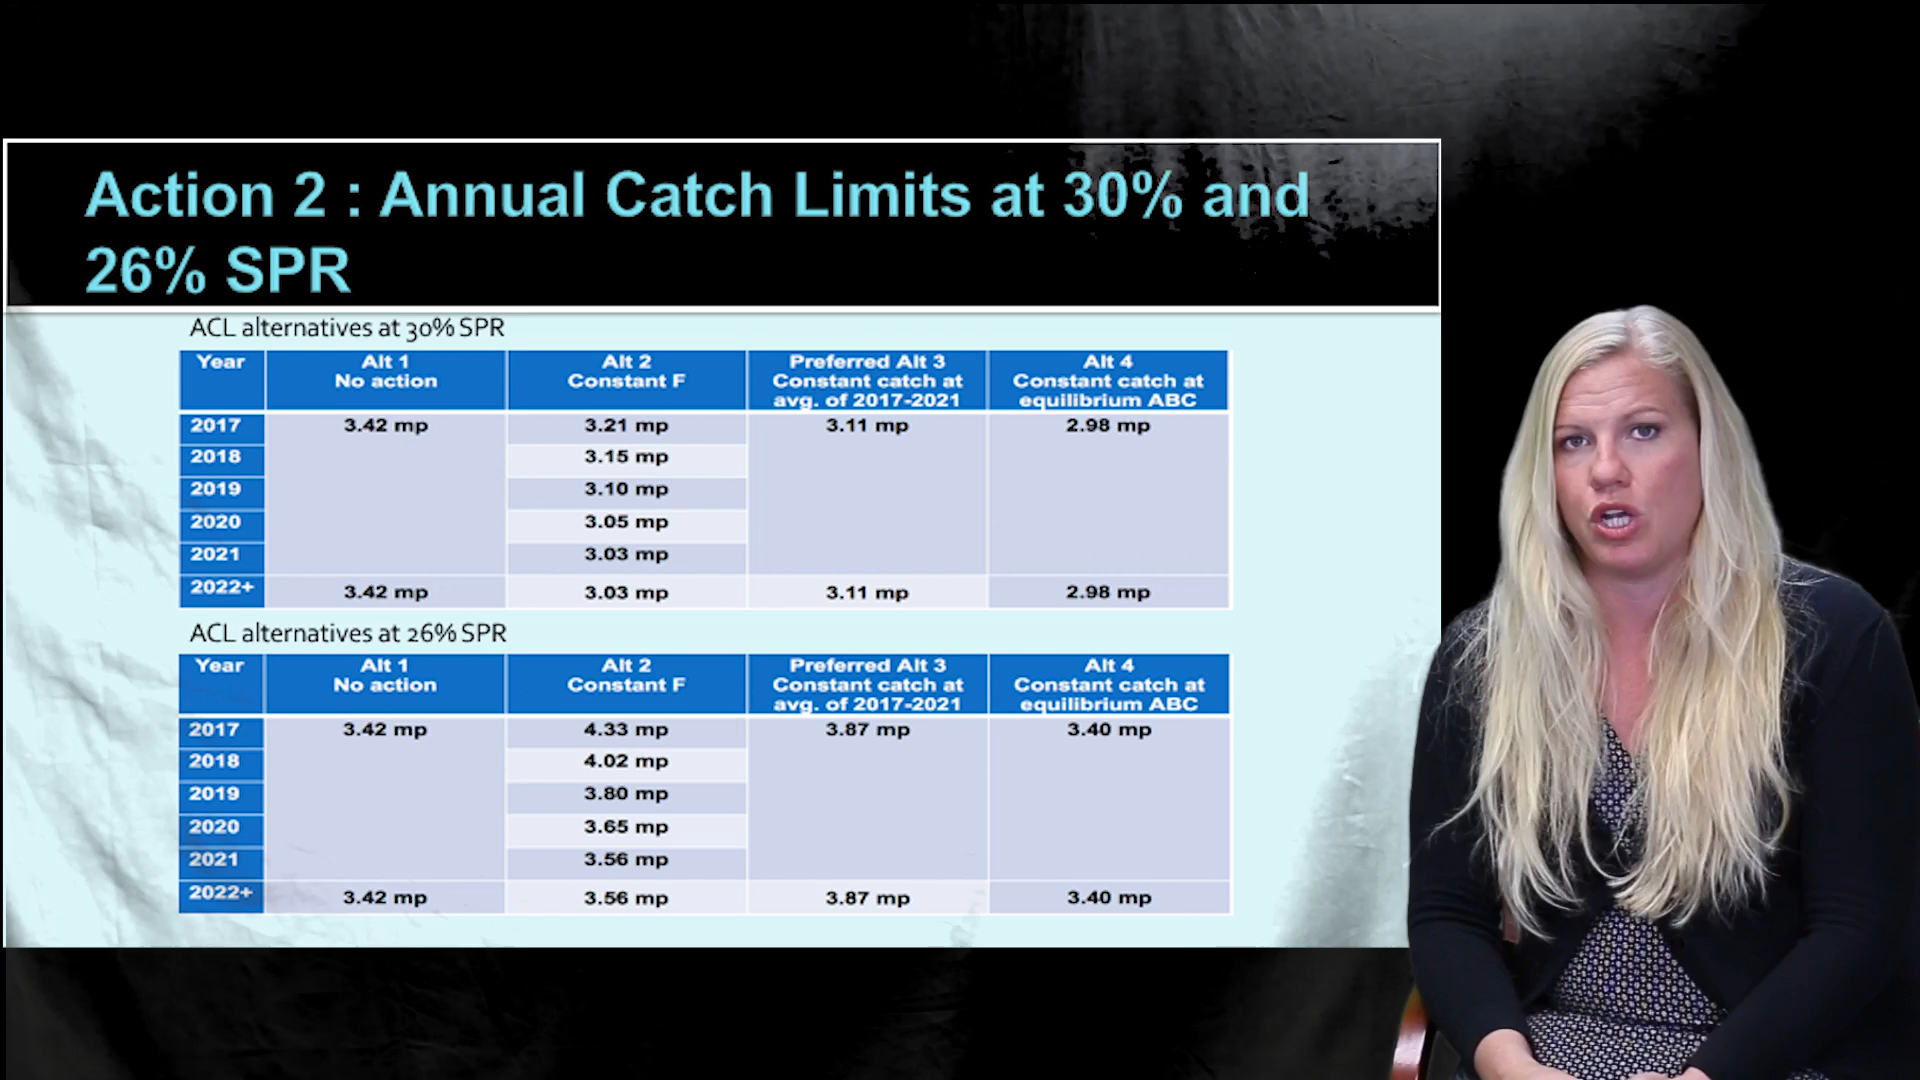 Action 2 : Annual Catch Limits at 30% and
26% SPR
ACL alternatives at 30% SPR
Year Alt 1 No action Alt 2 Constant F Preferred Alt 3 Constant catch at avg. of 2017-2021 Alt 4 Constant catch at equilibrium ABC
2017 3.42 mp 3.21 mp 3.11 mp 2.98 mp
2018 3.15 mp
2019 3.10 mp
2020 3.05 mp
2021 3.03 mp
2022+ 3.42 mp 3.03 mp 3.11 mp 2.98 mp
ACL alternatives at 26% SPR
Year Alt 1 No action Alt 2 Constant F Preferred Alt 3 Constant catch at avg. of 2017-2021 Alt 4 Constant catch at equilibrium ABC
2017 3.42 mp 4.33 mp 3.87 mp 3.40 mp
2018 4.02 mp
2019 3.80 mp
2020 3.65 mp
2021 3.56 mp
2022+ 3.42 mp 3.56 mp 3.87 mp 3.40 mp